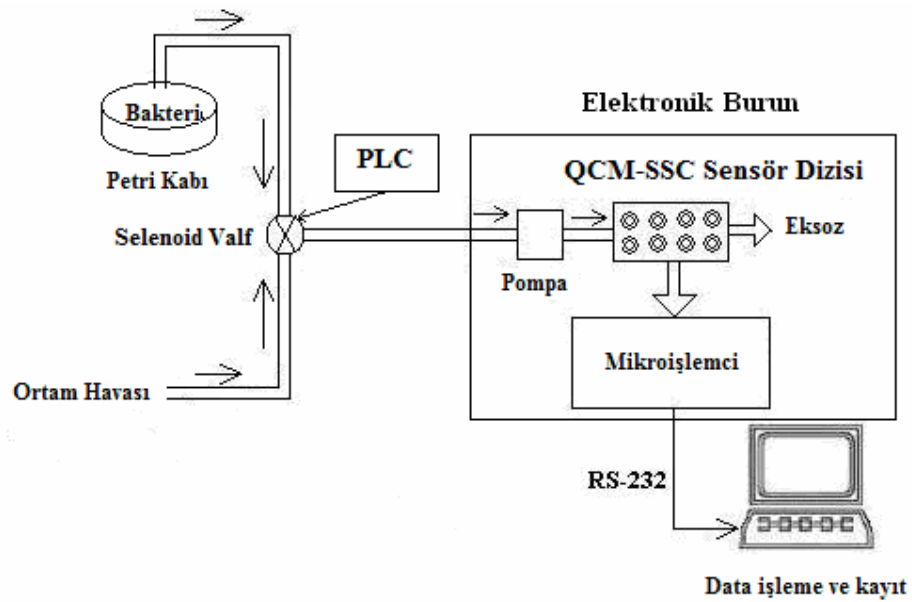 Bakteri
Petri Kabı
PLC
Selenoid Valf
Ortam Havası
Elektronik Burun
QCM-SSC Sensör Dizisi
Eksoz
Pompa
Mikroişlemci
RS-232
Data işleme ve kayıt